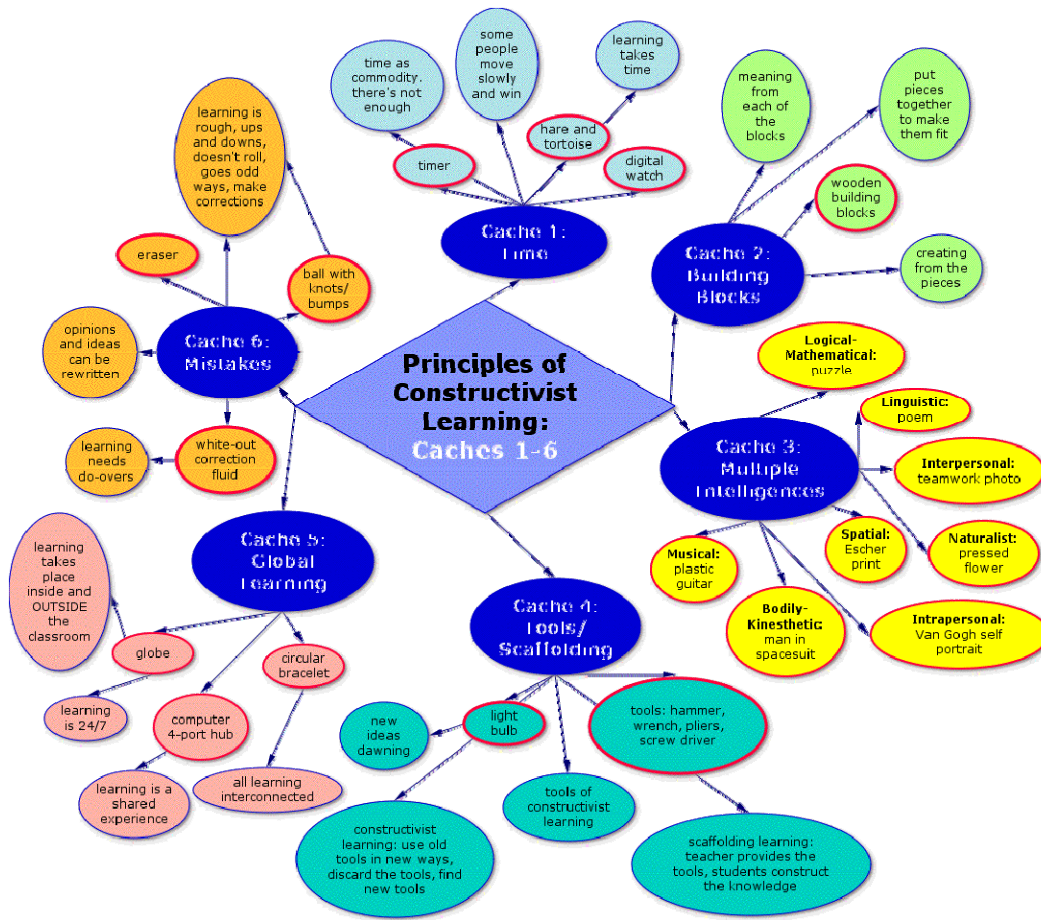 Principles of
Constructivist
Learning:
Caches 1-6
Cache 1:
Time
time as
commodity.
there's not
enough
some
people
move
slowly
and win
learning
takes
time
timer
hare and
tortoise
digital
watch
Cache 2:
Building
Blocks
meaning
from
each of
the
blocks
put
pieces
together
to make
them fit
wooden
building
blocks
creating
from the
pieces
Cache 3:
Multiple
Intelligences
Logical-
Mathematical:
puzzle
Linguistic:
poem
Interpersonal:
teamwork photo
Naturalist:
pressed
flower
Spatial:
Escher
print
Intrapersonal:
Van Gogh self
portrait
Bodily-
Kinesthetic:
man in
spacesuit
Musical:
plastic
guitar
Cache 4:
Tools/
Scaffolding
new
ideas
dawning
light
bulb
tools: hammer,
wrench, pliers,
screw driver
tools of
constructivist
learning
constructivist
learning: use old
tools in new ways,
discard the tools, find
new tools
scaffolding learning:
teacher provides the
tools, students construct
the knowledge
Cache 5:
Global
Learning
learning
takes
place
inside and
OUTSIDE
the
classroom
globe
circular
bracelet
learning
is 24/7
computer
4-port hub
learning is a
shared
experience
all learning
interconnected
Cache 6:
Mistakes
learning is
rough, ups
and downs,
doesn't roll,
goes odd
ways, make
corrections
eraser
ball with
knots/
bumps
opinions
and ideas
can be
rewritten
learning
needs
do-overs
white-out
correction
fluid